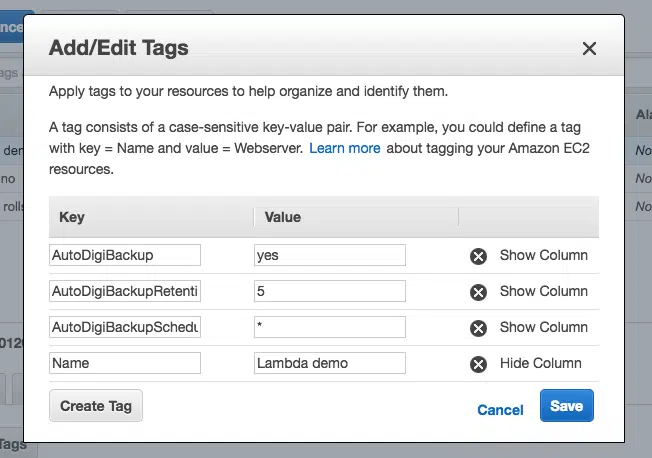 nce
Add/Edit Tags
ags
Apply tags to your resources to help organize and identify them.
A tag consists of a case-sensitive key-value pair. For example, you could define a tag
with key = Name and value = Webserver. Learn more about tagging your Amazon EC2
resources.
Ala
der
No
no
No
rolls
No
Key Value
AutoDigiBackup yes Show Column
AutoDigiBackupRetenti 5 Show Column
AutoDigiBackupSchedu * Show Column
012
Name Lambda demo Hide Column
Create Tag Cancel Save
Tags